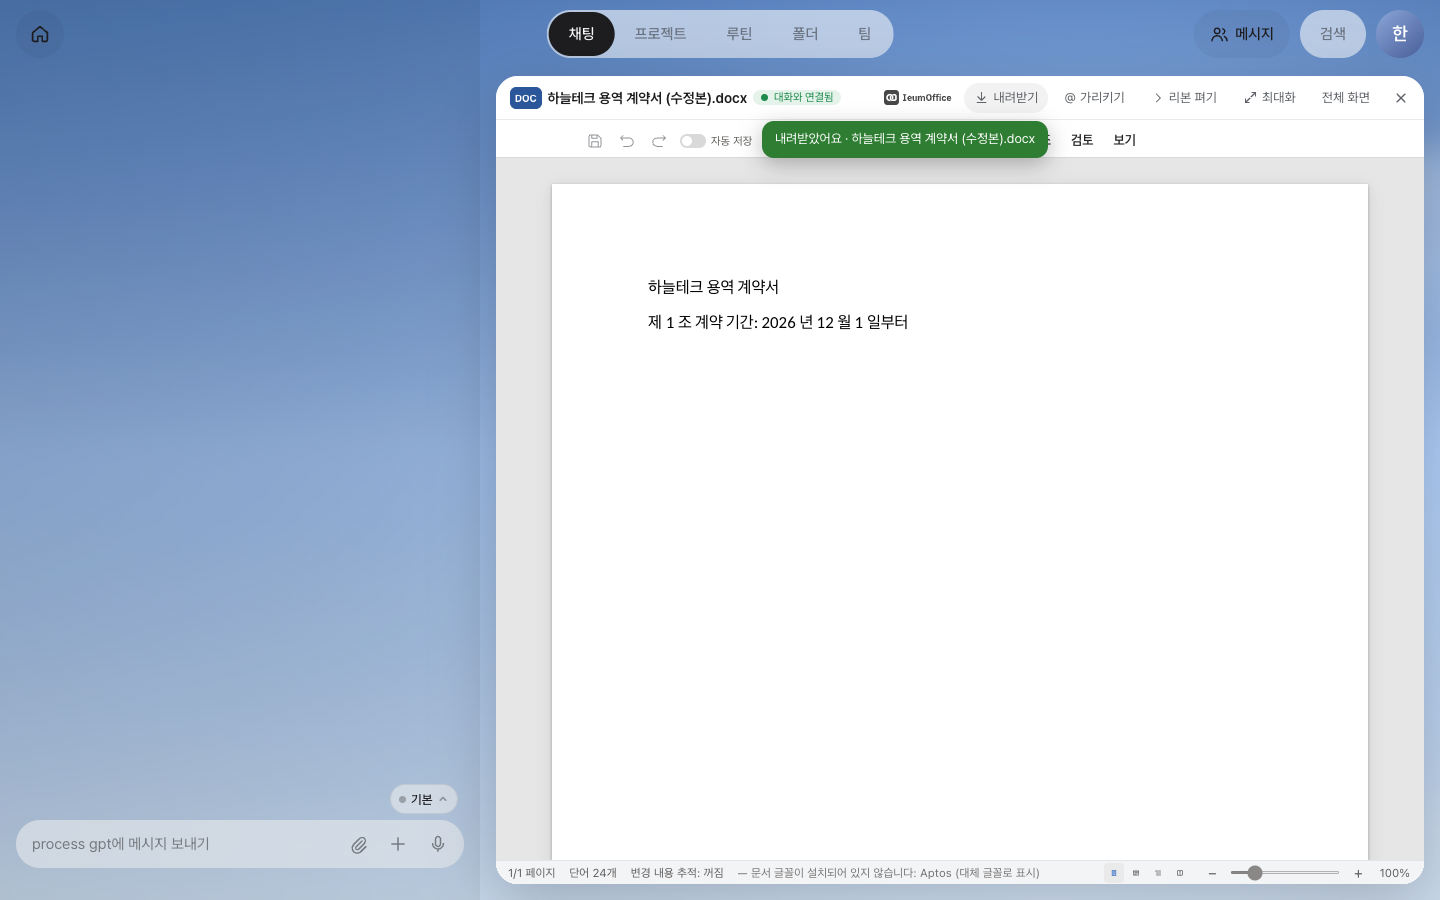 채팅 프로젝트 루틴 폴더 팀
메시지 검색 한
DOC 하늘테크 용역 계약서 (수정본).docx 대화와 연결됨 IeumOffice 내려받기 @ 가리키기 리본 펴기 최대화 전체 화면
자동 저장 내려받았어요 · 하늘테크 용역 계약서 (수정본).docx 검토 보기
하늘테크 용역 계약서
제 1 조 계약 기간: 2026 년 12 월 1 일부터
기본
process gpt에 메시지 보내기
1/1 페이지 단어 24개 변경 내용 추적: 꺼짐 — 문서 글꼴이 설치되어 있지 않습니다: Aptos (대체 글꼴로 표시) 100%